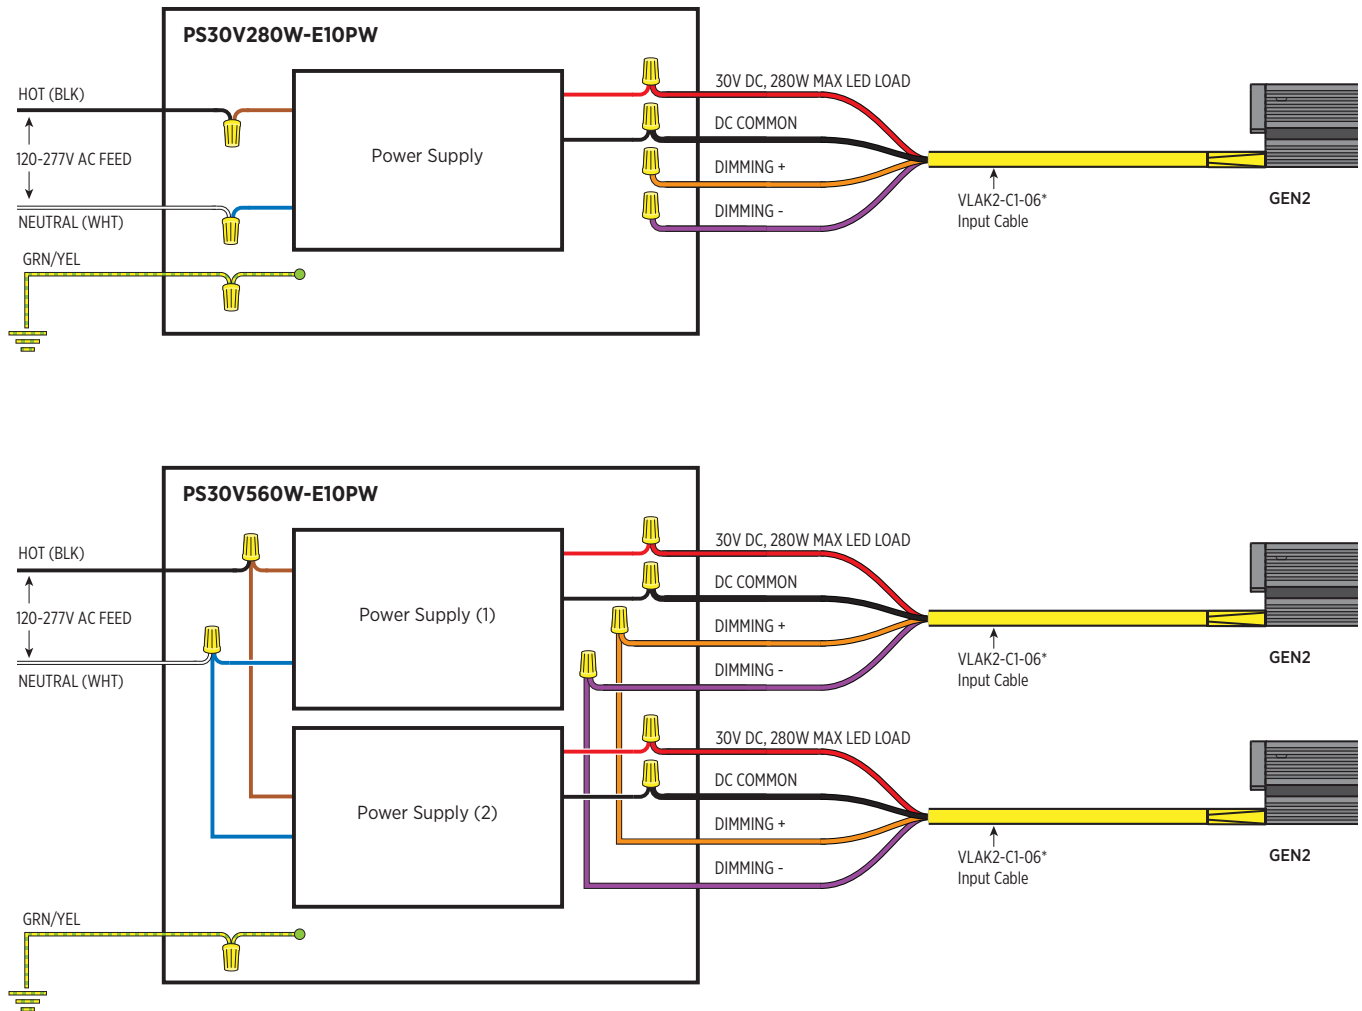 PS30V280W-E10PW
HOT (BLK)
120-277V AC FEED
NEUTRAL (WHT)
GRN/YEL
Power Supply
30V DC, 280W MAX LED LOAD
DC COMMON
DIMMING +
DIMMING -
VLAK2-C1-06*
Input Cable
GEN2
PS30V560W-E10PW
HOT (BLK)
120-277V AC FEED
NEUTRAL (WHT)
GRN/YEL
Power Supply (1)
30V DC, 280W MAX LED LOAD
DC COMMON
DIMMING +
DIMMING -
VLAK2-C1-06*
Input Cable
GEN2
Power Supply (2)
30V DC, 280W MAX LED LOAD
DC COMMON
DIMMING +
DIMMING -
VLAK2-C1-06*
Input Cable
GEN2